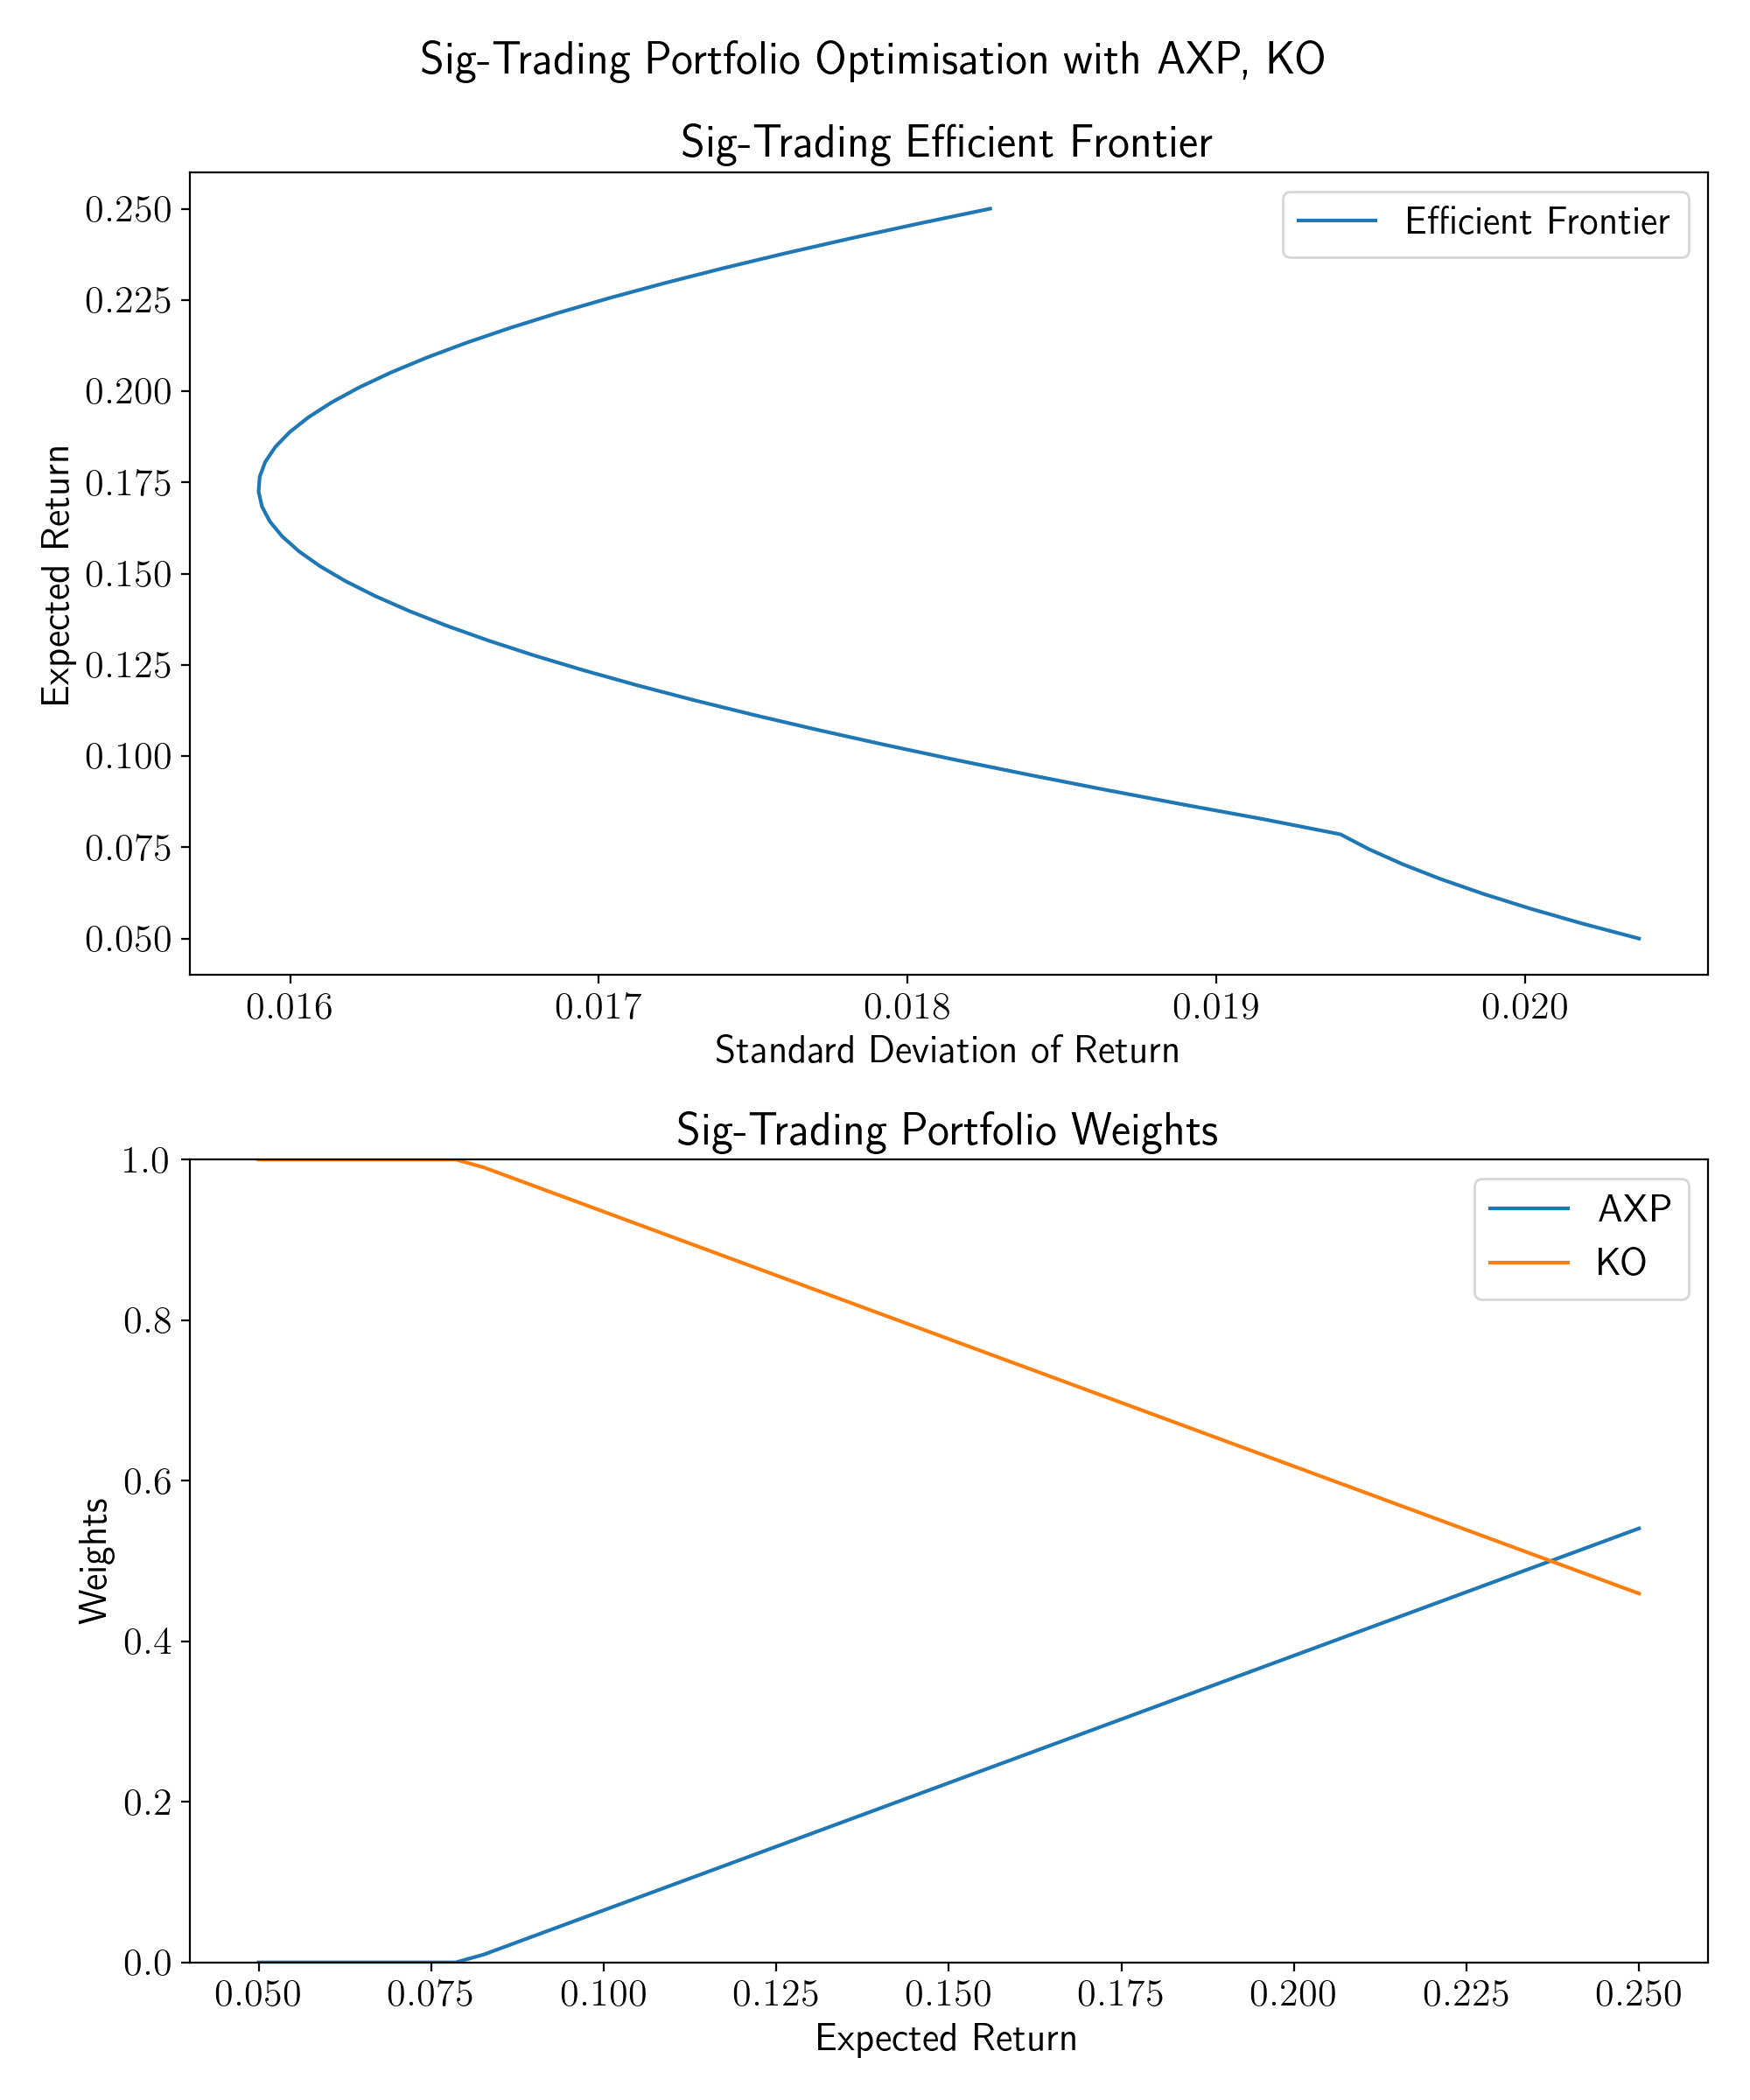 Sig-Trading Portfolio Optimisation with AXP, KO
Sig-Trading Efficient Frontier
Efficient Frontier
Expected Return
0.250
0.225
0.200
0.175
0.150
0.125
0.100
0.075
0.050
0.016 0.017 0.018 0.019 0.020
Standard Deviation of Return
Sig-Trading Portfolio Weights
AXP
KO
Weights
1.0
0.8
0.6
0.4
0.2
0.0
0.050 0.075 0.100 0.125 0.150 0.175 0.200 0.225 0.250
Expected Return